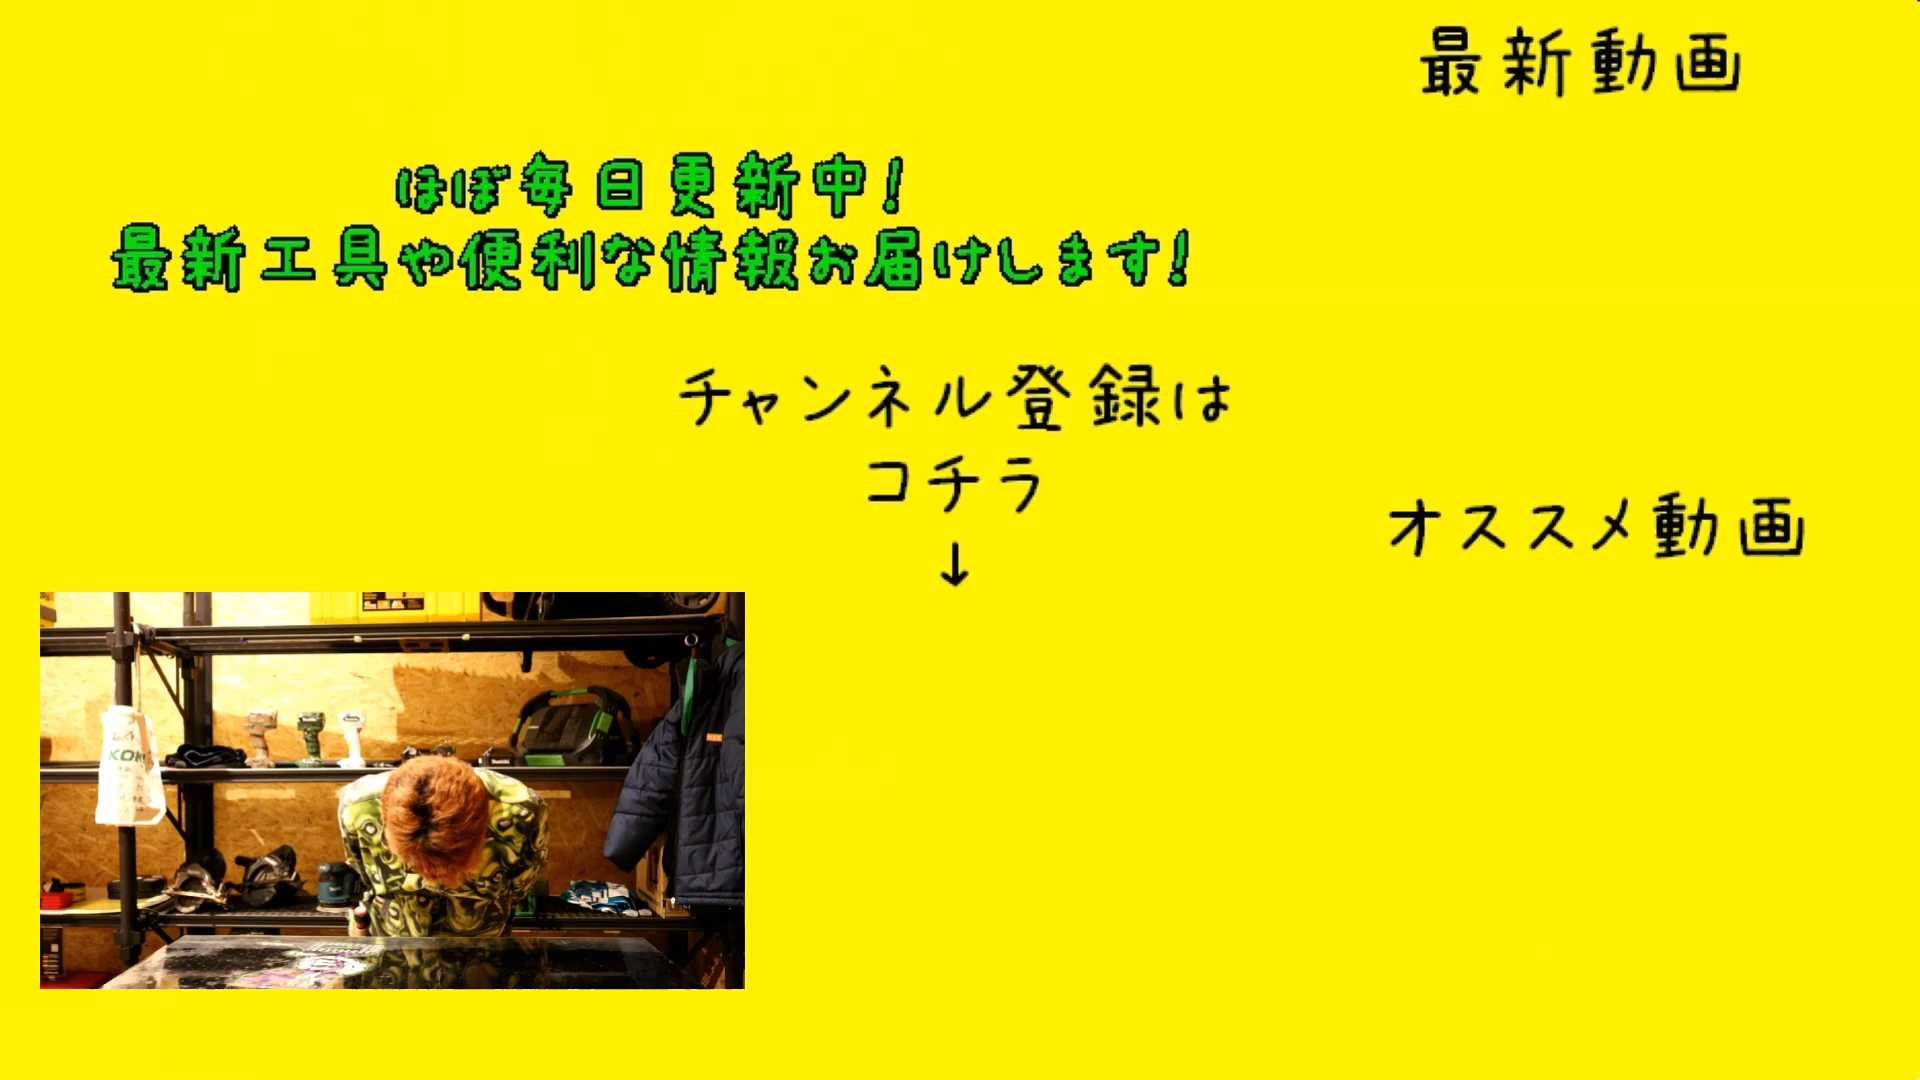 最新動画
ほぼ毎日更新中!
最新工具や便利な情報お届けします!
チャンネル登録は
コチラ
↓
オススメ動画